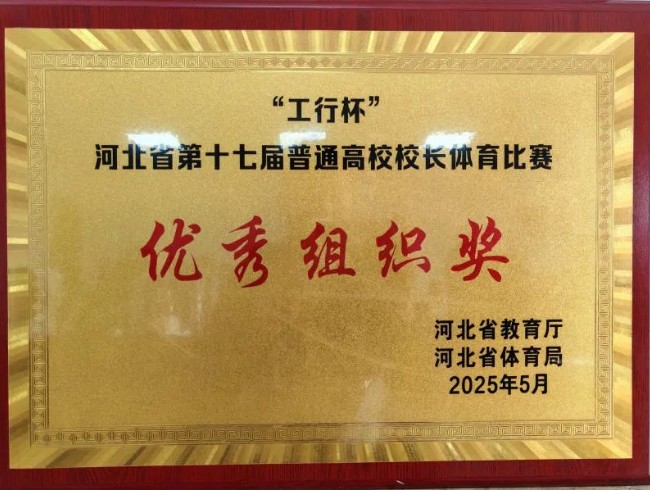 “工行杯”
河北省第十七届普通高校校长体育比赛
优秀组织奖
河北省教育厅
河北省体育局
2025年5月